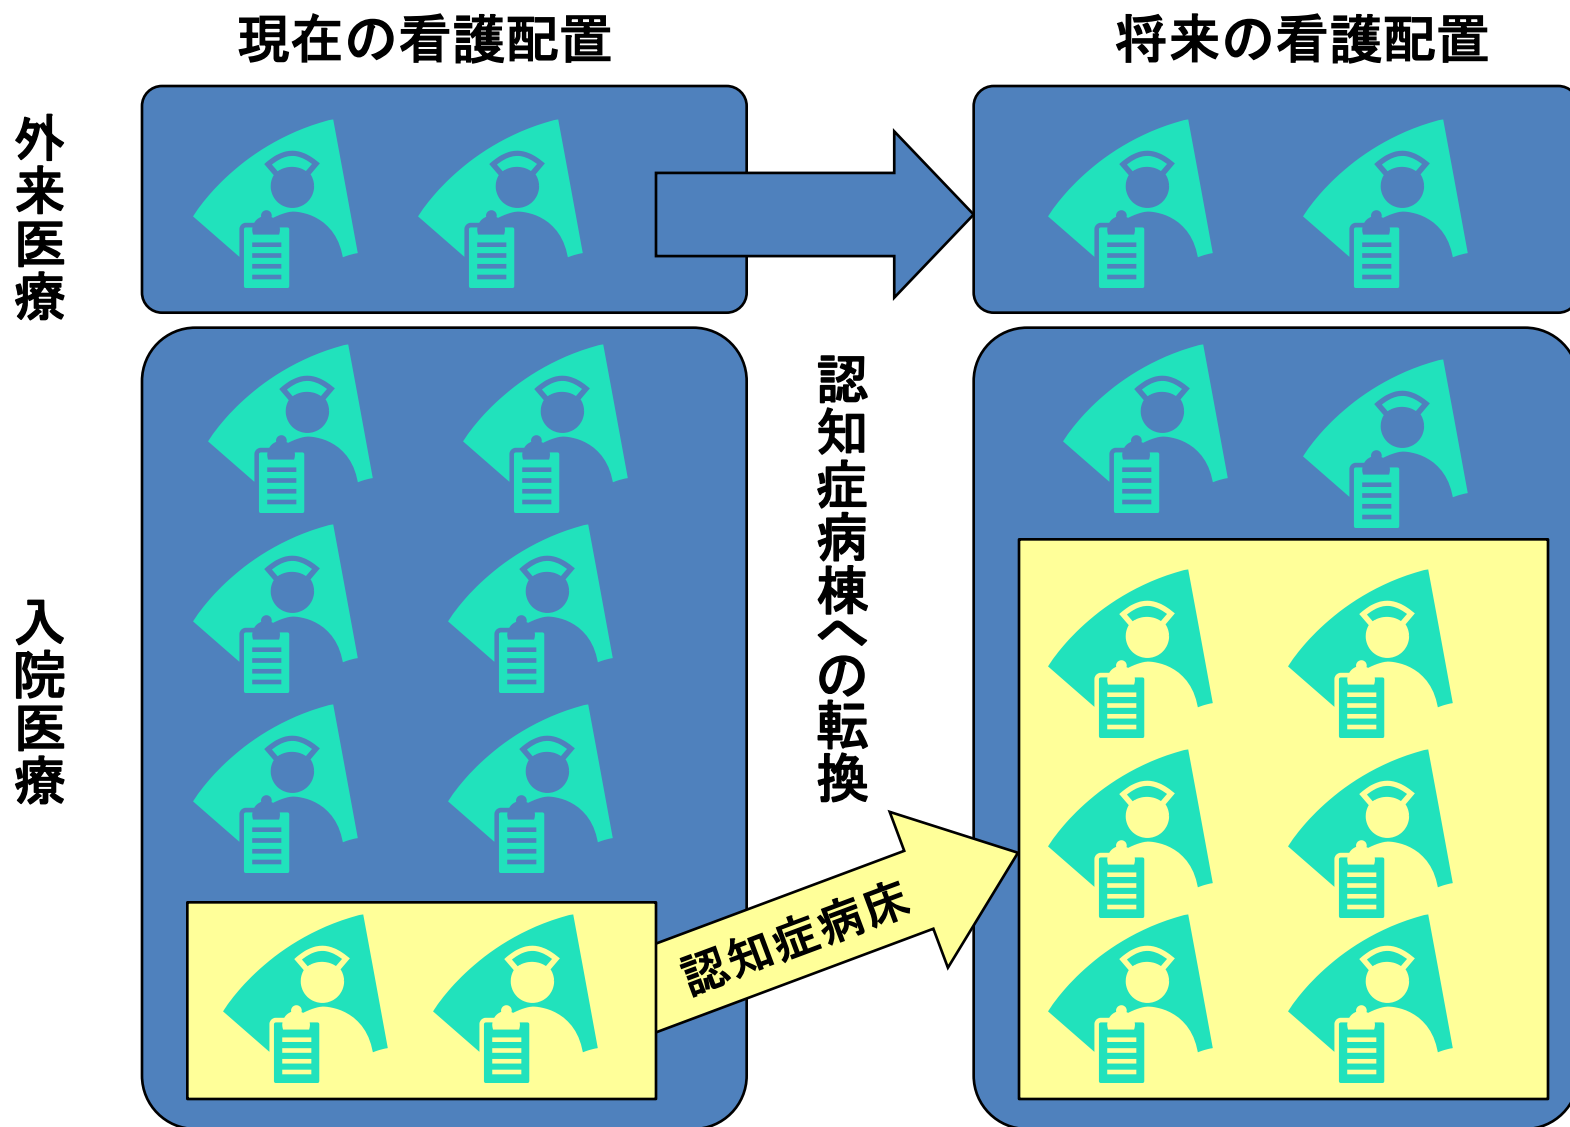 現在の看護配置
将来の看護配置
外来医療
入院医療
認知症病棟への転換
認知症病床